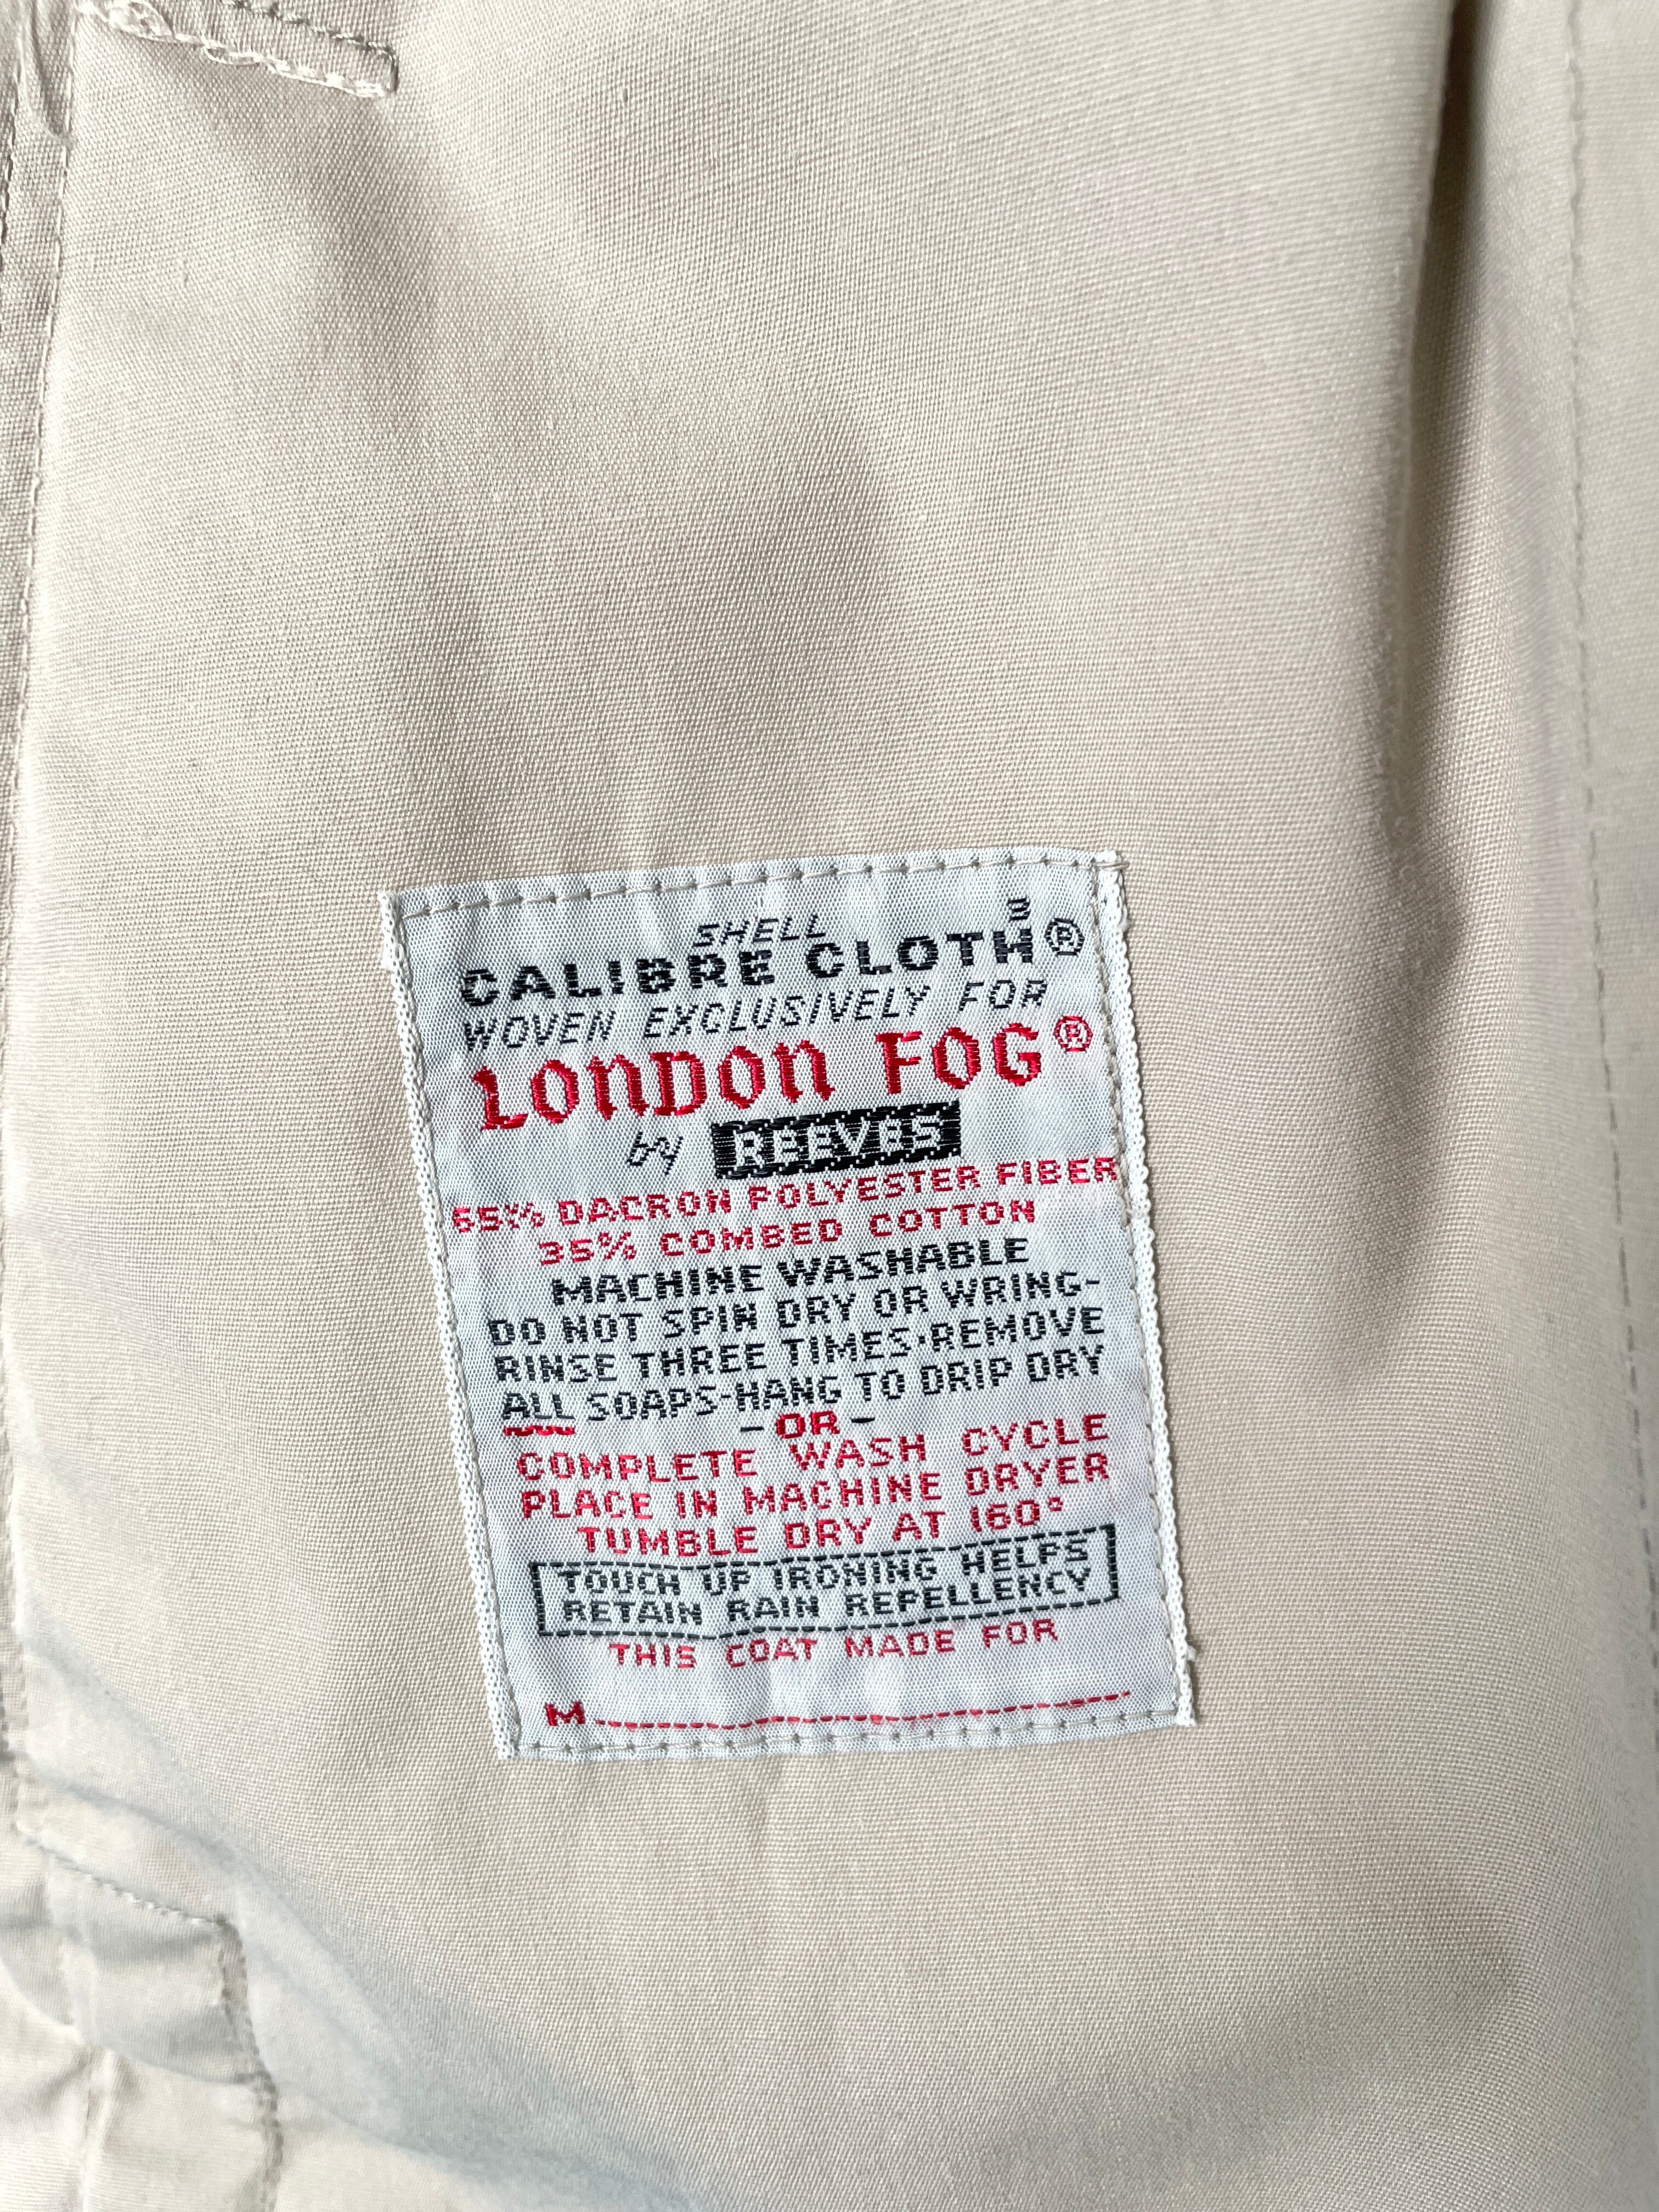 SHELL
CALIBRE CLOTH³®
WOVEN EXCLUSIVELY FOR
LONDON FOG®
by REEVES
65% DACRON POLYESTER FIBER
35% COMBED COTTON
MACHINE WASHABLE
DO NOT SPIN DRY OR WRING-
RINSE THREE TIMES·REMOVE
ALL SOAPS-HANG TO DRIP DRY
- OR -
COMPLETE WASH CYCLE
PLACE IN MACHINE DRYER
TUMBLE DRY AT 160°
TOUCH UP IRONING HELPS
RETAIN RAIN REPELLENCY
THIS COAT MADE FOR
M